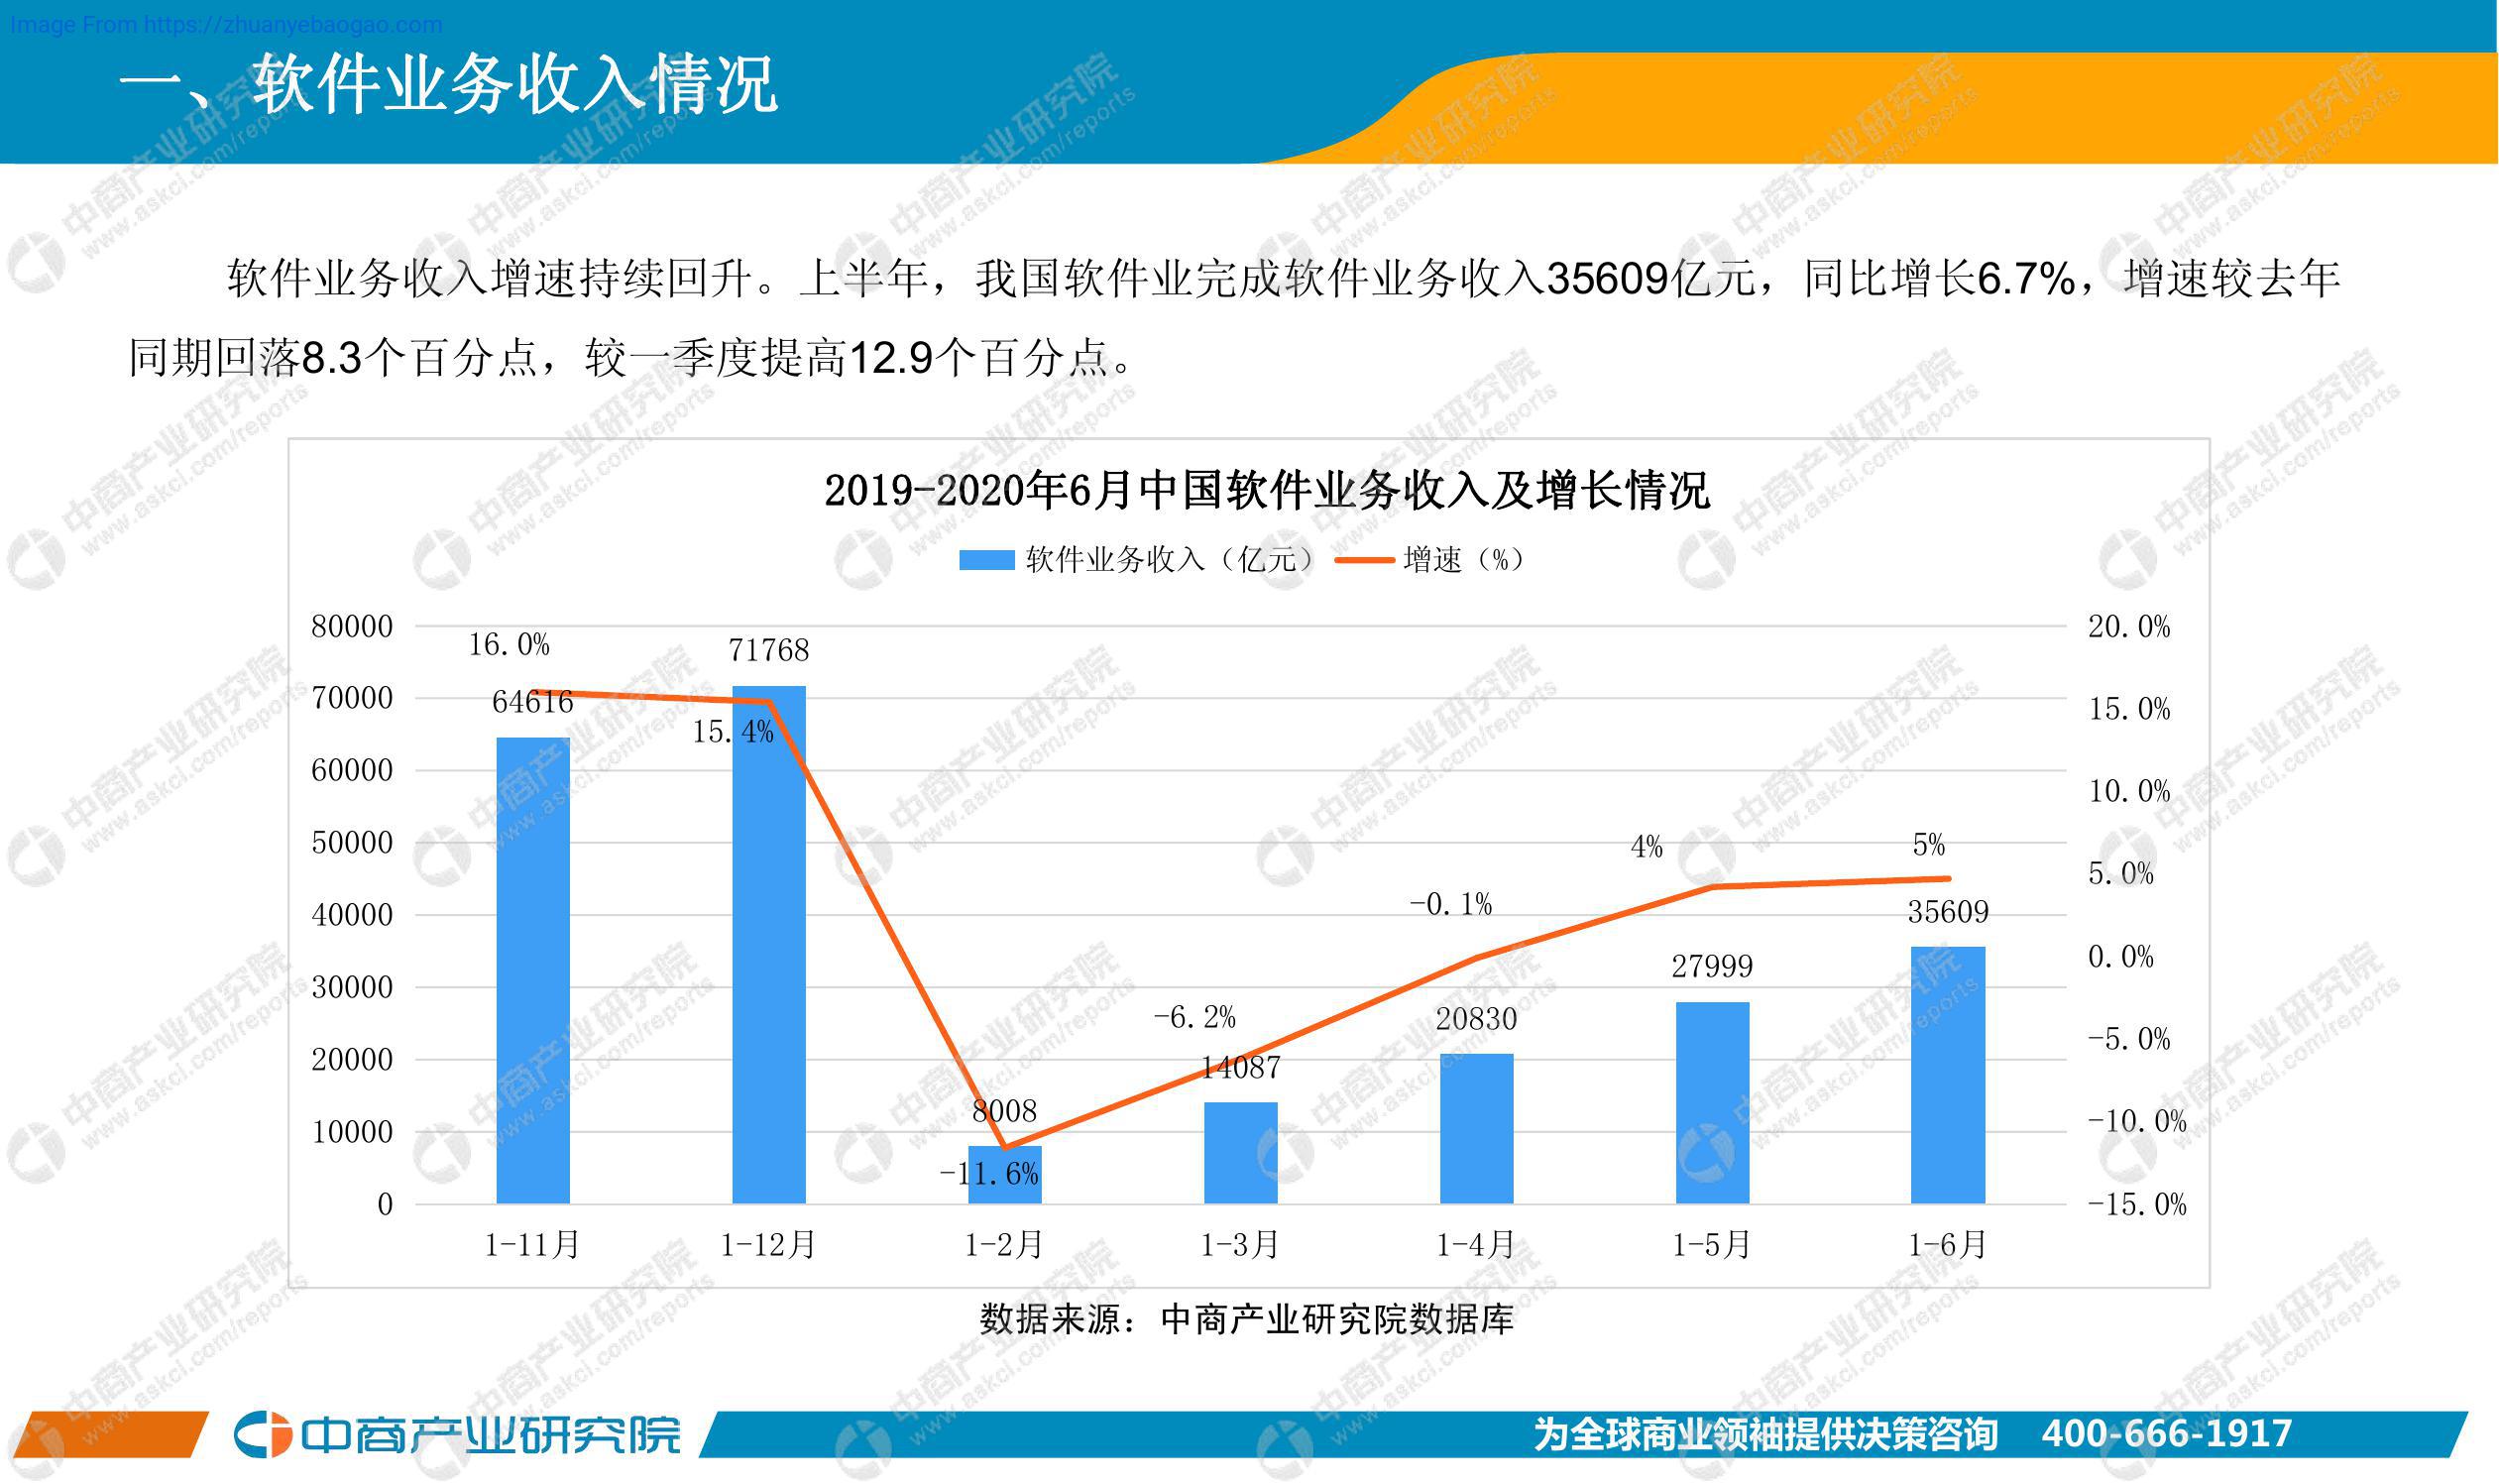 Image From https://zhuanyebaogao.com
一、软件业务收入情况
软件业务收入增速持续回升。上半年，我国软件业完成软件业务收入35609亿元，同比增长6.7%，增速较去年
同期回落8.3个百分点，较一季度提高12.9个百分点。
2019-2020年6月中国软件业务收入及增长情况
软件业务收入（亿元） 增速（%）
80000 70000 60000 50000 40000 30000 20000 10000 0
16.0% 15.4% -11.6% -6.2% -0.1% 4% 5%
64616 71768 8008 14087 20830 27999 35609
20.0% 15.0% 10.0% 5.0% 0.0% -5.0% -10.0% -15.0%
1-11月 1-12月 1-2月 1-3月 1-4月 1-5月 1-6月
数据来源：中商产业研究院数据库
中商产业研究院
为全球商业领袖提供决策咨询 400-666-1917
中商产业研究院
www.askci.com/reports